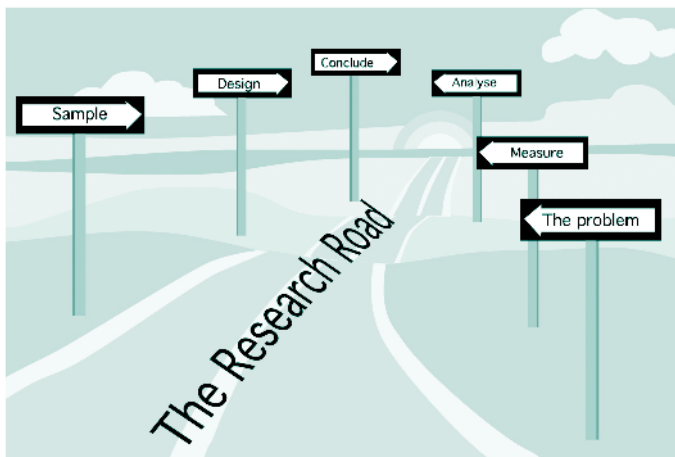 Conclude
Design
Analyse
Sample
Measure
The problem
The Research Road